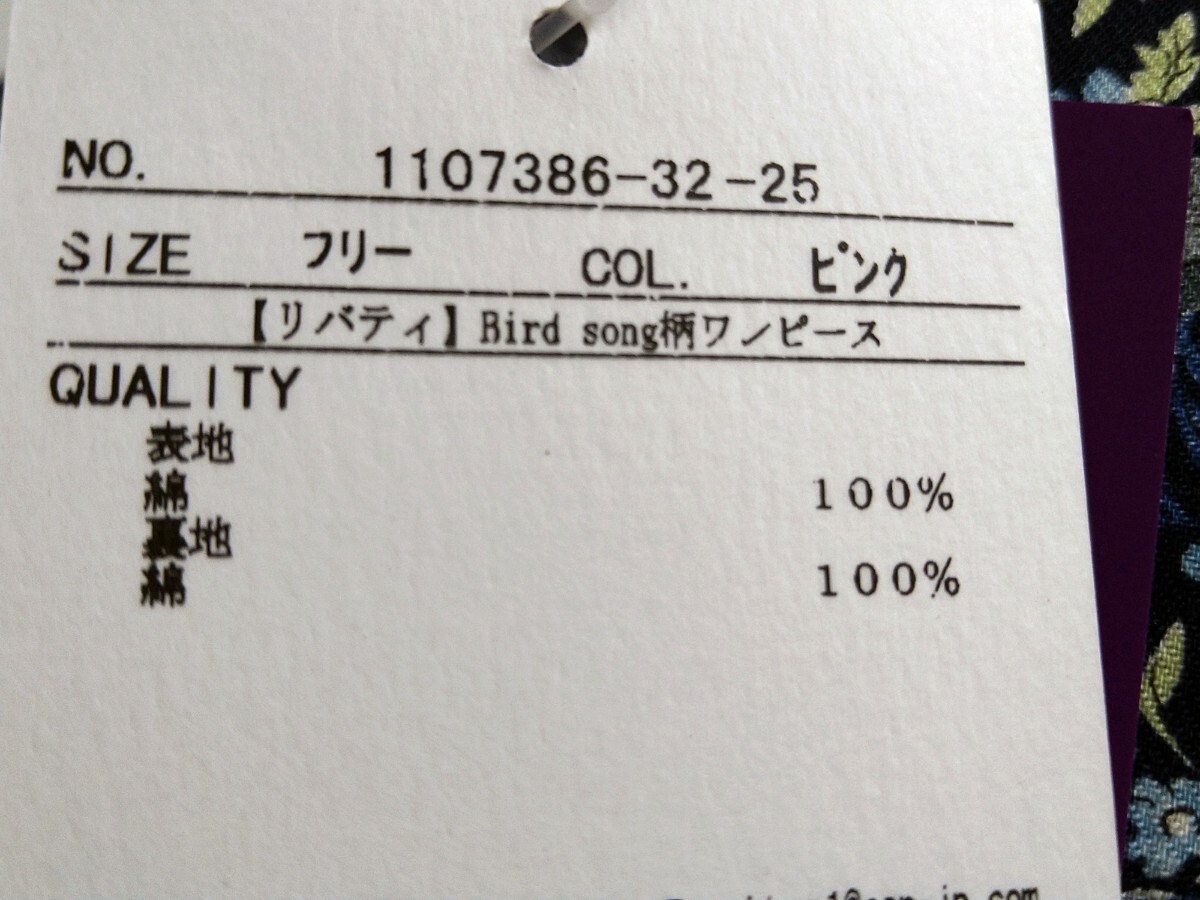 NO. 1107386-32-25
SIZE フリー COL. ピンク
【リバティ】Bird song柄ワンピース
QUALITY
表地
綿 100%
裏地
綿 100%